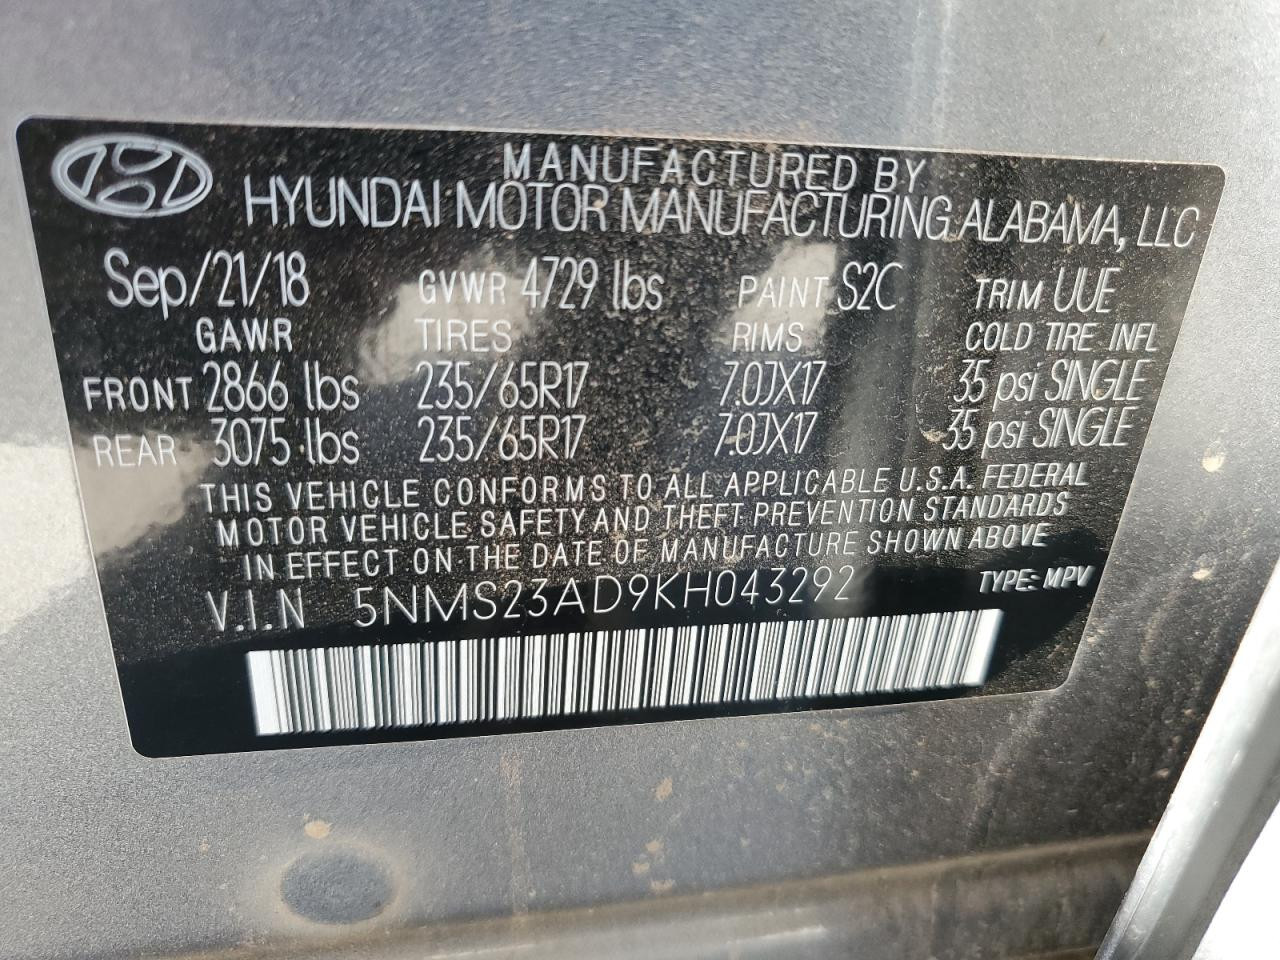 MANUFACTURED BY
HYUNDAI MOTOR MANUFACTURING ALABAMA, LLC
Sep/21/18 GVWR 4729 lbs PAINT S2C TRIM UUE
GAWR TIRES RIMS COLD TIRE INFL
FRONT 2866 lbs 235/65R17 7.0JX17 35 psi SINGLE
REAR 3075 lbs 235/65R17 7.0JX17 35 psi SINGLE
THIS VEHICLE CONFORMS TO ALL APPLICABLE U.S.A. FEDERAL
MOTOR VEHICLE SAFETY AND THEFT PREVENTION STANDARDS
IN EFFECT ON THE DATE OF MANUFACTURE SHOWN ABOVE
V.I.N 5NMS23AD9KH043292 TYPE: MPV